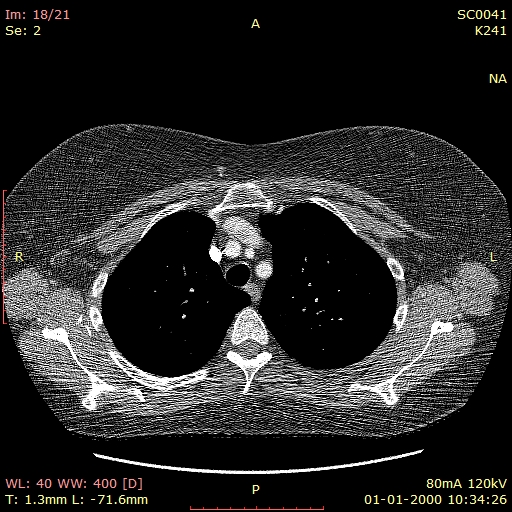 Im: 18/21
Se: 2
A
SC0041
K241
NA
R
L
WL: 40 WW: 400 [D]
T: 1.3mm L: -71.6mm
P
80mA 120kV
01-01-2000 10:34:26